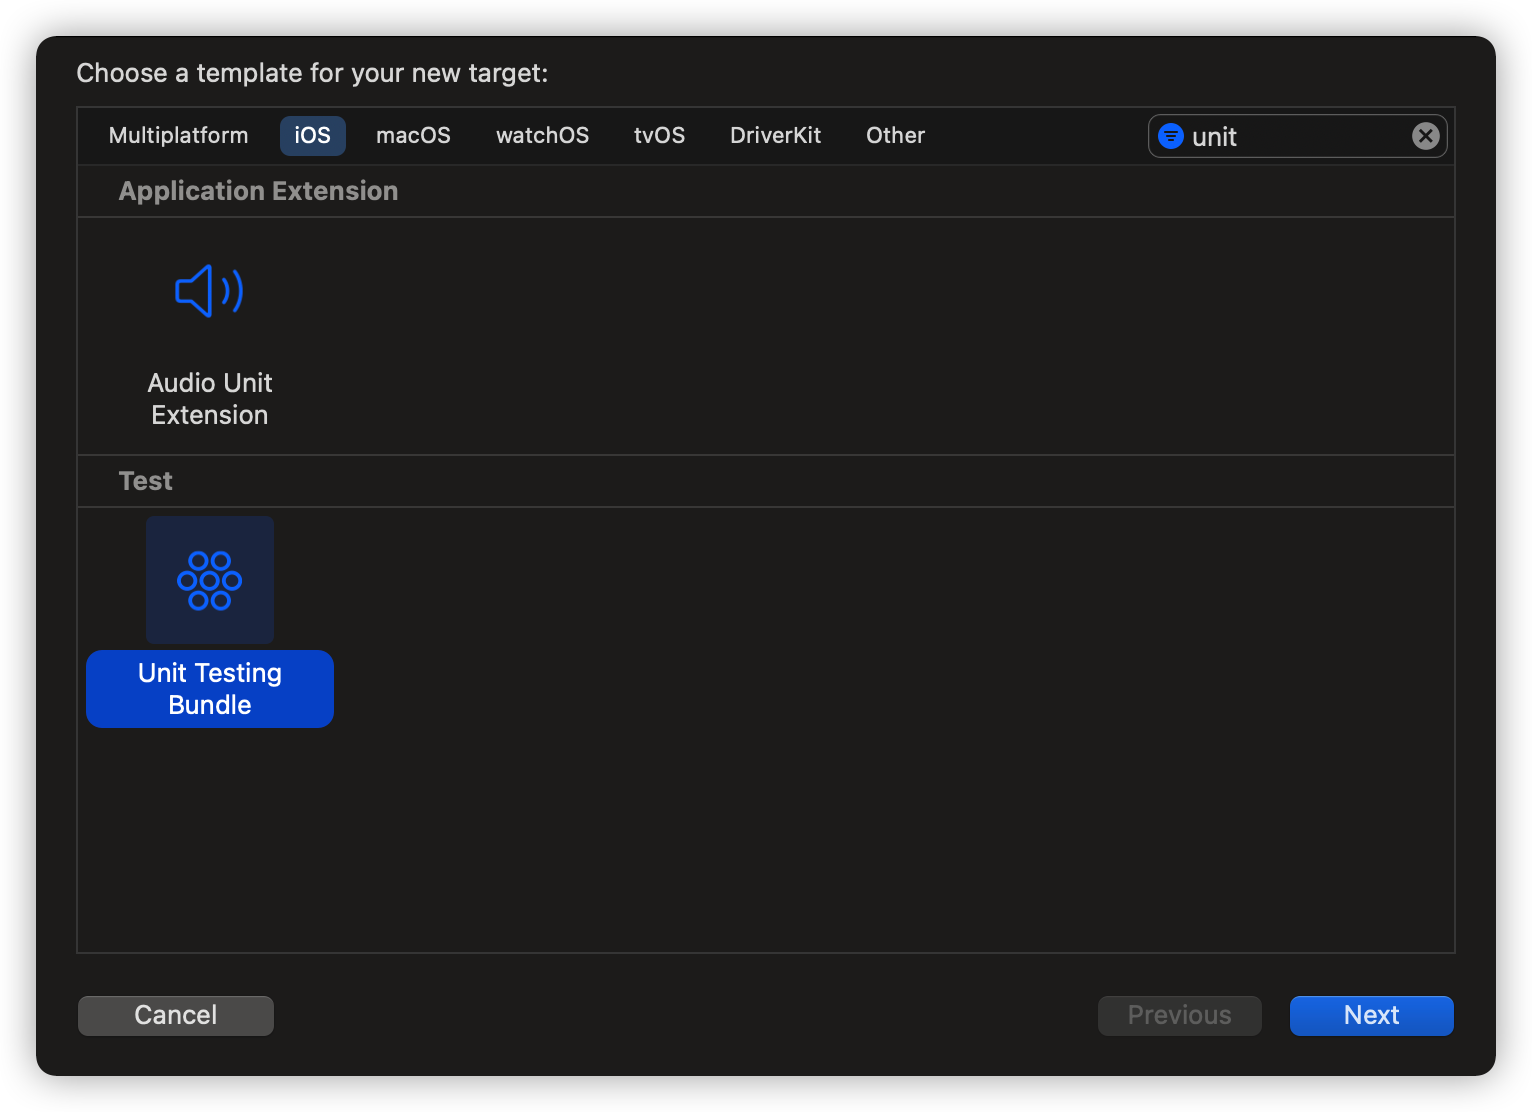 Choose a template for your new target:
Multiplatform iOS macOS watchOS tvOS DriverKit Other unit
Application Extension
Audio Unit
Extension
Test
Unit Testing
Bundle
Cancel Previous Next